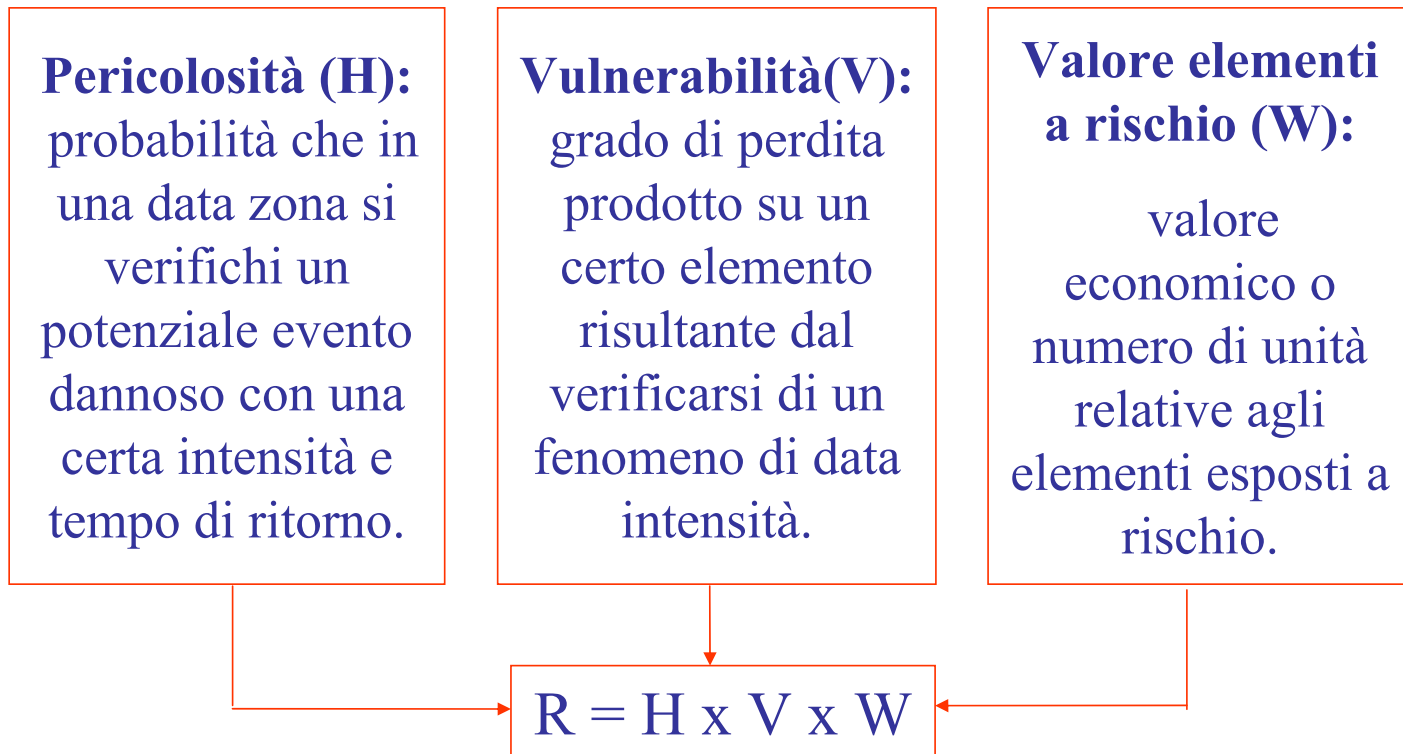 Pericolosità (H):
probabilità che in
una data zona si
verifichi un
potenziale evento
dannoso con una
certa intensità e
tempo di ritorno.
Vulnerabilità(V):
grado di perdita
prodotto su un
certo elemento
risultante dal
verificarsi di un
fenomeno di data
intensità.
Valore elementi
a rischio (W):
valore
economico o
numero di unità
relative agli
elementi esposti a
rischio.
R = H x V x W